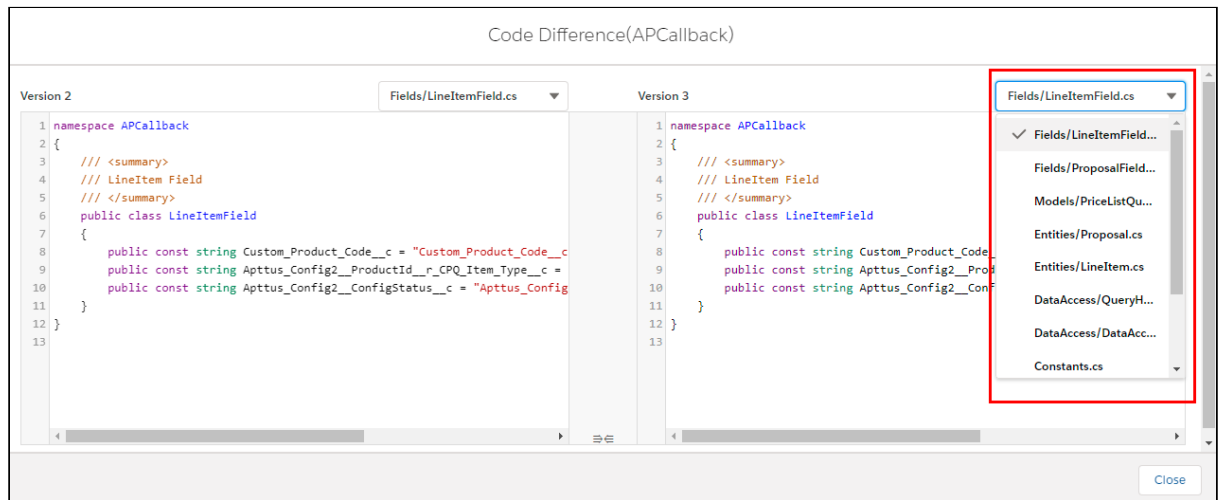 Code Difference(APCallback)
Version 2
Fields/LineItemField.cs
1 namespace APCallback
2 {
3 /// <summary>
4 /// LineItem Field
5 /// </summary>
6 public class LineItemField
7 {
8 public const string Custom_Product_Code__c = "Custom_Product_Code__c
9 public const string Apttus_Config2__ProductId__r_CPQ_Item_Type__c =
10 public const string Apttus_Config2__ConfigStatus__c = "Apttus_Config
11 }
12 }
13
Version 3
Fields/LineItemField.cs
1 namespace APCallback
2 {
3 /// <summary>
4 /// LineItem Field
5 /// </summary>
6 public class LineItemField
7 {
8 public const string Custom_Product_Code_
9 public const string Apttus_Config2__Prod
10 public const string Apttus_Config2__Conf
11 }
12 }
13
Fields/LineItemField...
Fields/ProposalField...
Models/PriceListQu...
Entities/Proposal.cs
Entities/LineItem.cs
DataAccess/QueryH...
DataAccess/DataAcc...
Constants.cs
Close